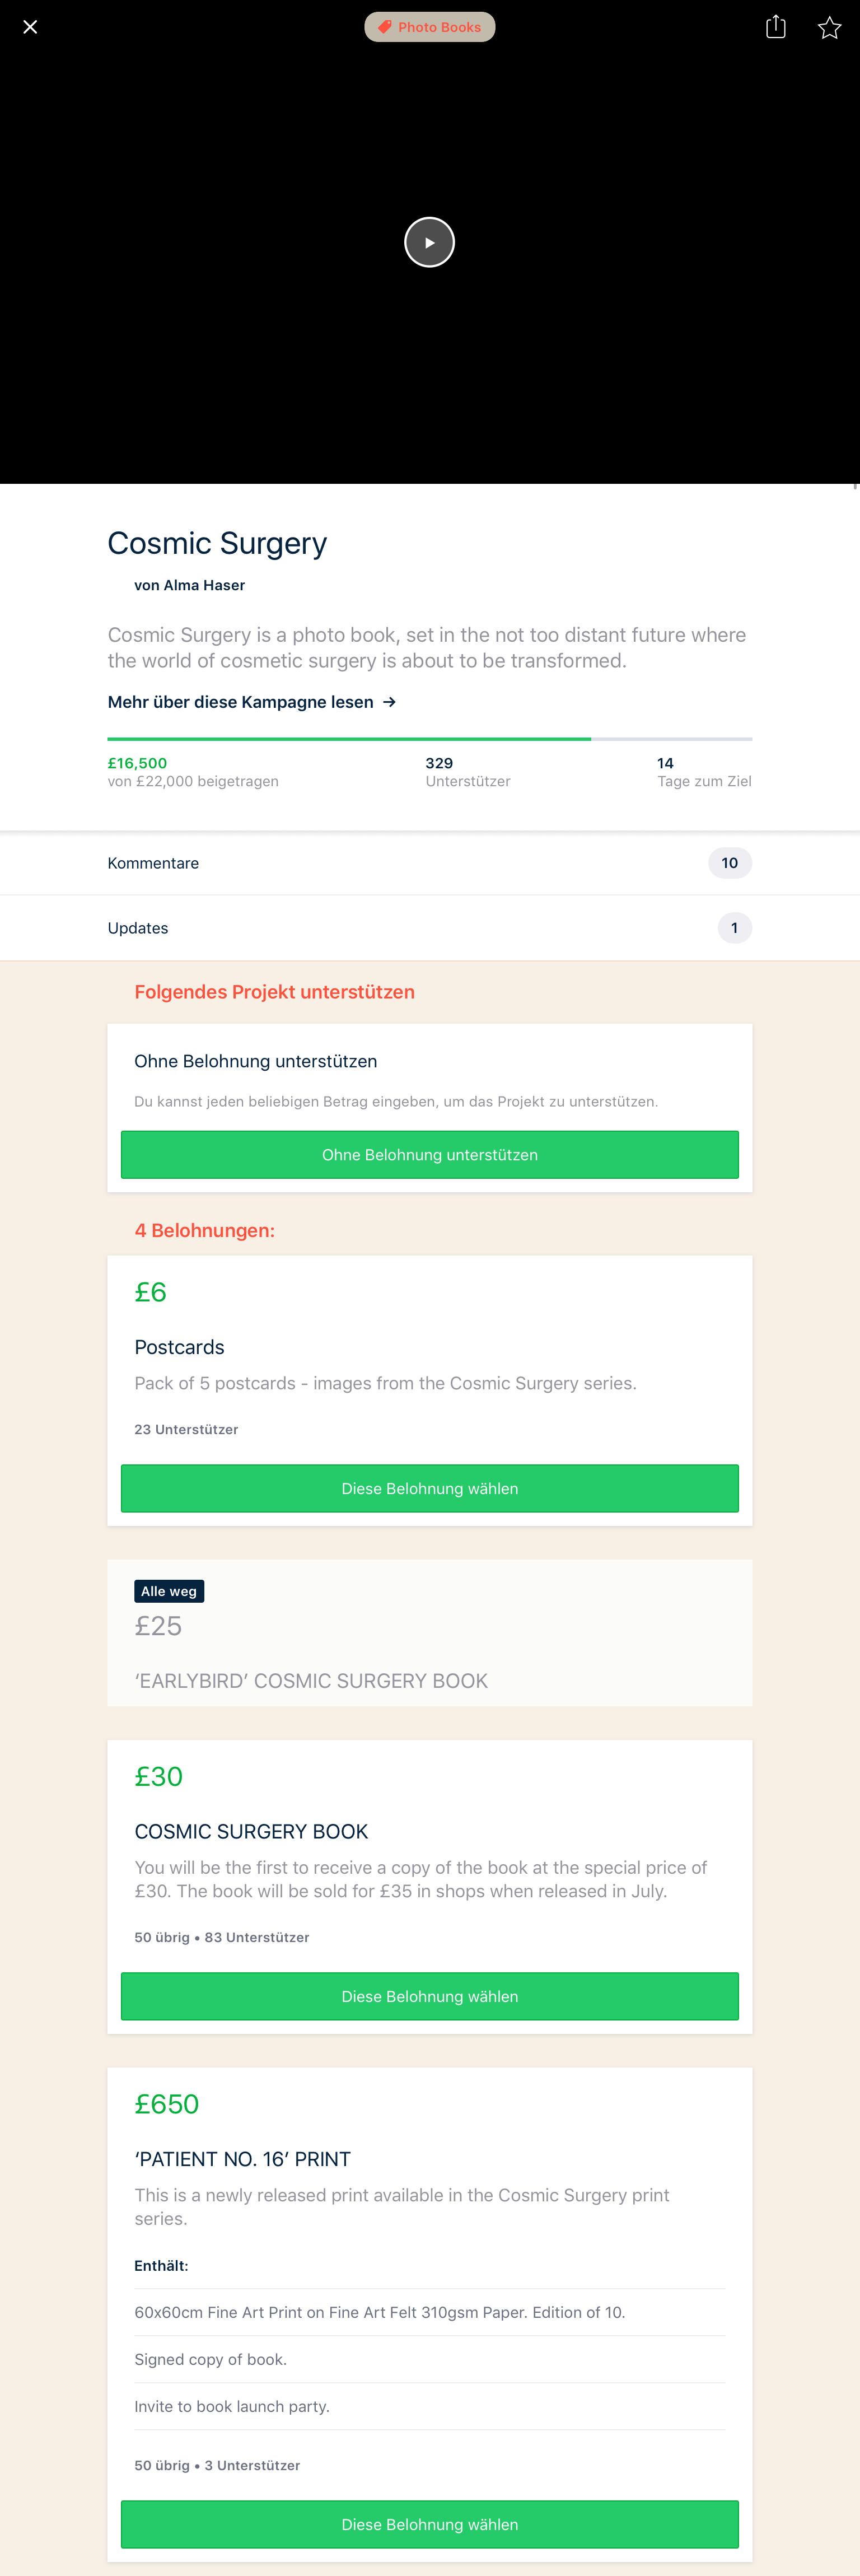 Photo Books
Cosmic Surgery
von Alma Haser
Cosmic Surgery is a photo book, set in the not too distant future where
the world of cosmetic surgery is about to be transformed.
Mehr über diese Kampagne lesen →
£16,500
von £22,000 beigetragen
329
Unterstützer
14
Tage zum Ziel
Kommentare
10
Updates
1
Folgendes Projekt unterstützen
Ohne Belohnung unterstützen
Du kannst jeden beliebigen Betrag eingeben, um das Projekt zu unterstützen.
Ohne Belohnung unterstützen
4 Belohnungen:
£6
Postcards
Pack of 5 postcards - images from the Cosmic Surgery series.
23 Unterstützer
Diese Belohnung wählen
Alle weg
£25
‘EARLYBIRD’ COSMIC SURGERY BOOK
£30
COSMIC SURGERY BOOK
You will be the first to receive a copy of the book at the special price of
£30. The book will be sold for £35 in shops when released in July.
50 übrig • 83 Unterstützer
Diese Belohnung wählen
£650
‘PATIENT NO. 16’ PRINT
This is a newly released print available in the Cosmic Surgery print
series.
Enthält:
60x60cm Fine Art Print on Fine Art Felt 310gsm Paper. Edition of 10.
Signed copy of book.
Invite to book launch party.
50 übrig • 3 Unterstützer
Diese Belohnung wählen